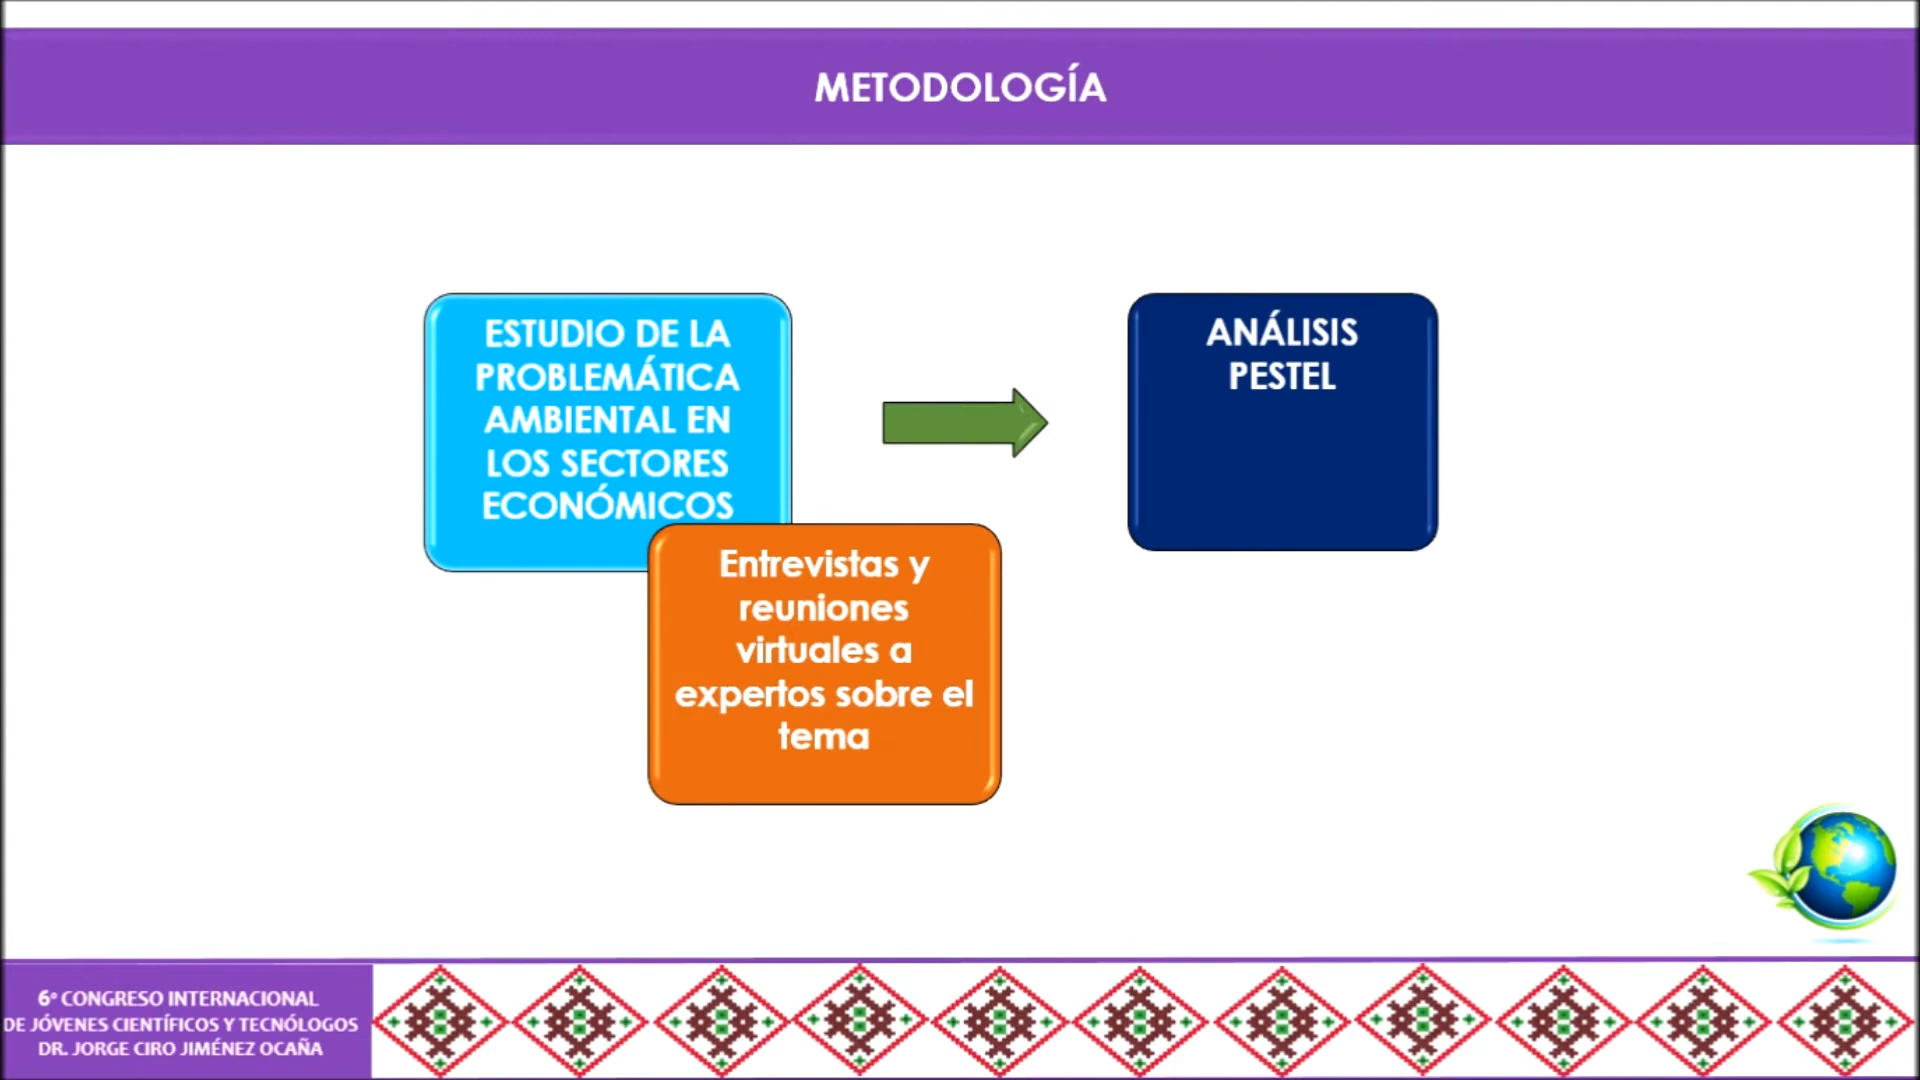 METODOLOGÍA
ESTUDIO DE LA
PROBLEMÁTICA
AMBIENTAL EN
LOS SECTORES
ECONÓMICOS
Entrevistas y
reuniones
virtuales a
expertos sobre el
tema
ANÁLISIS
PESTEL
6º CONGRESO INTERNACIONAL
DE JÓVENES CIENTÍFICOS Y TECNÓLOGOS
DR. JORGE CIRO JIMÉNEZ OCAÑA